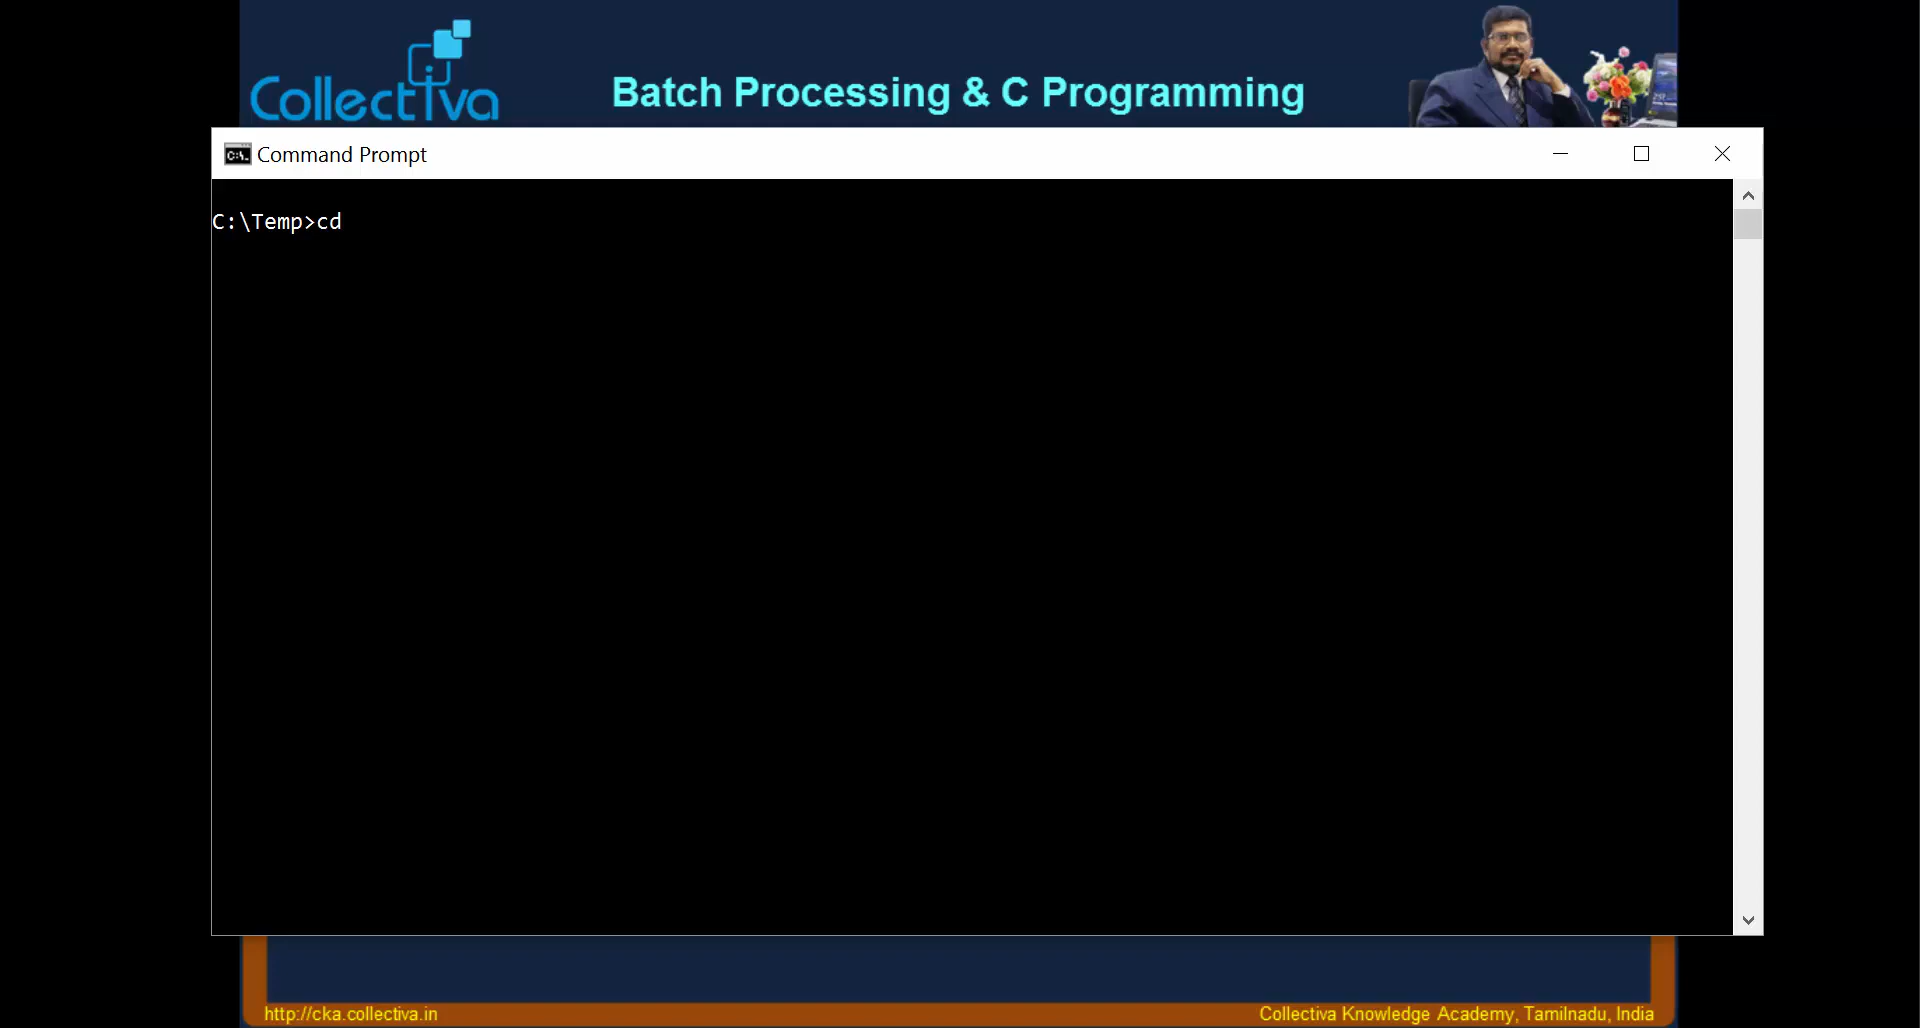 Collectiva
Batch Processing & C Programming
Command Prompt
C:\Temp>cd
http://cka.collectiva.in
Collectiva Knowledge Academy, Tamilnadu, India